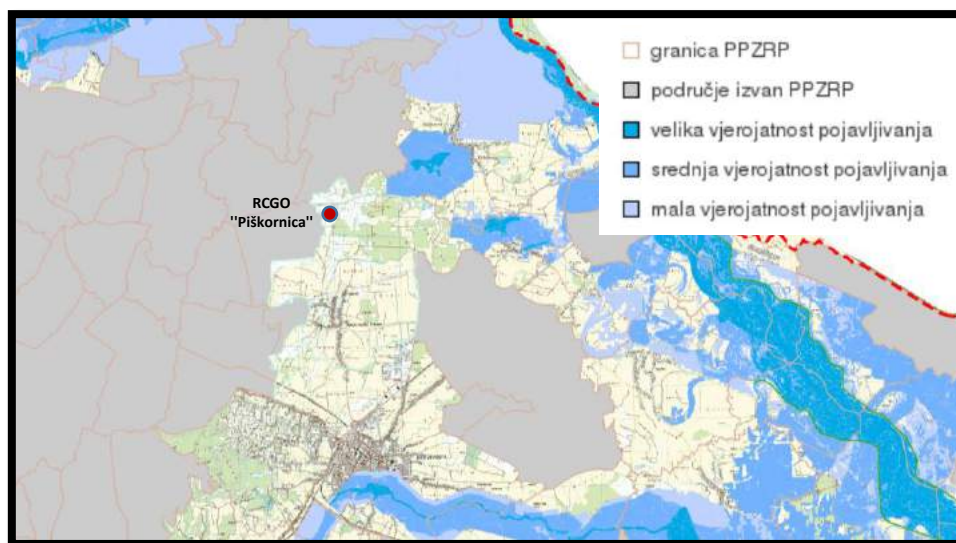 granica PPZRP
područje izvan PPZRP
velika vjerojatnost pojavljivanja
srednja vjerojatnost pojavljivanja
mala vjerojatnost pojavljivanja
RCGO
"Piškornica"